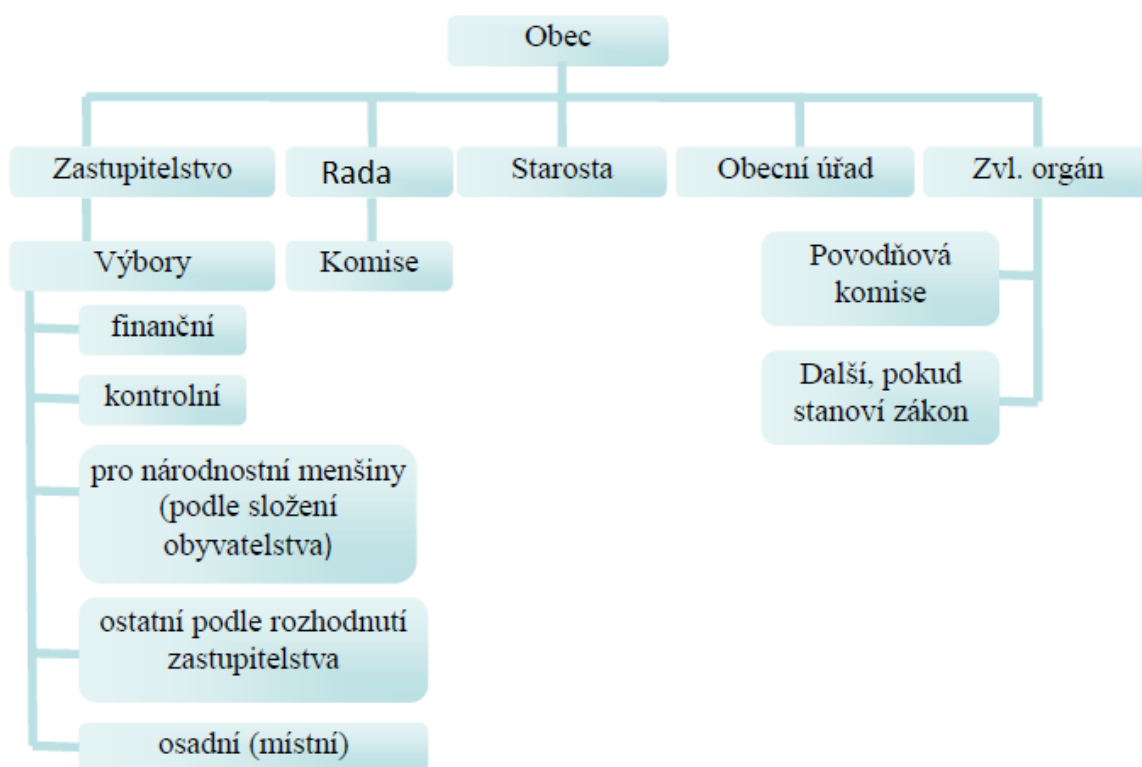 Obec
Zastupitelstvo
Rada
Starosta
Obecní úřad
Zvl. orgán
Výbory
Komise
finanční
kontrolní
pro národnostní menšiny
(podle složení
obyvatelstva)
ostatní podle rozhodnutí
zastupitelstva
osadní (místní)
Povodňová
komise
Další, pokud
stanoví zákon